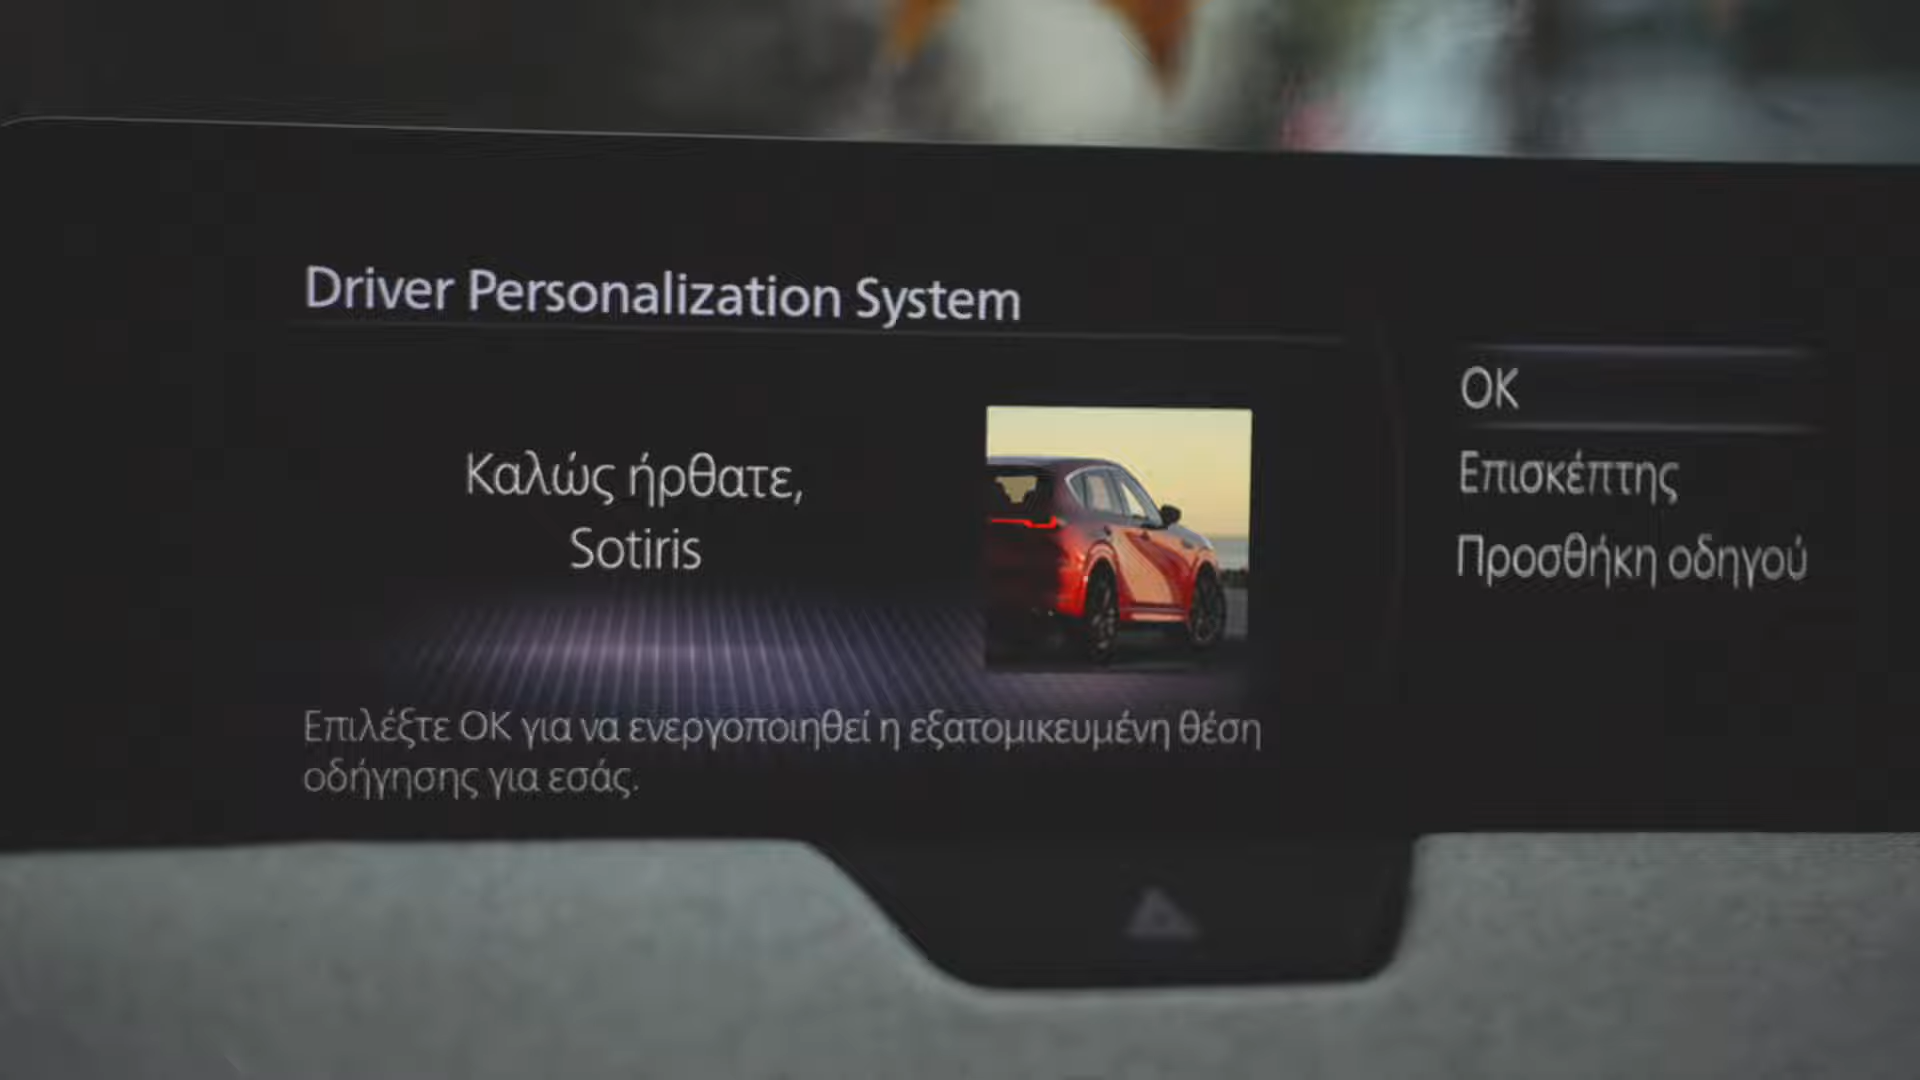 Driver Personalization System
Καλώς ήρθατε,
Sotiris
Επιλέξτε OK για να ενεργοποιηθεί η εξατομικευμένη θέση
οδήγησης για εσάς.
OK
Επισκέπτης
Προσθήκη οδηγού